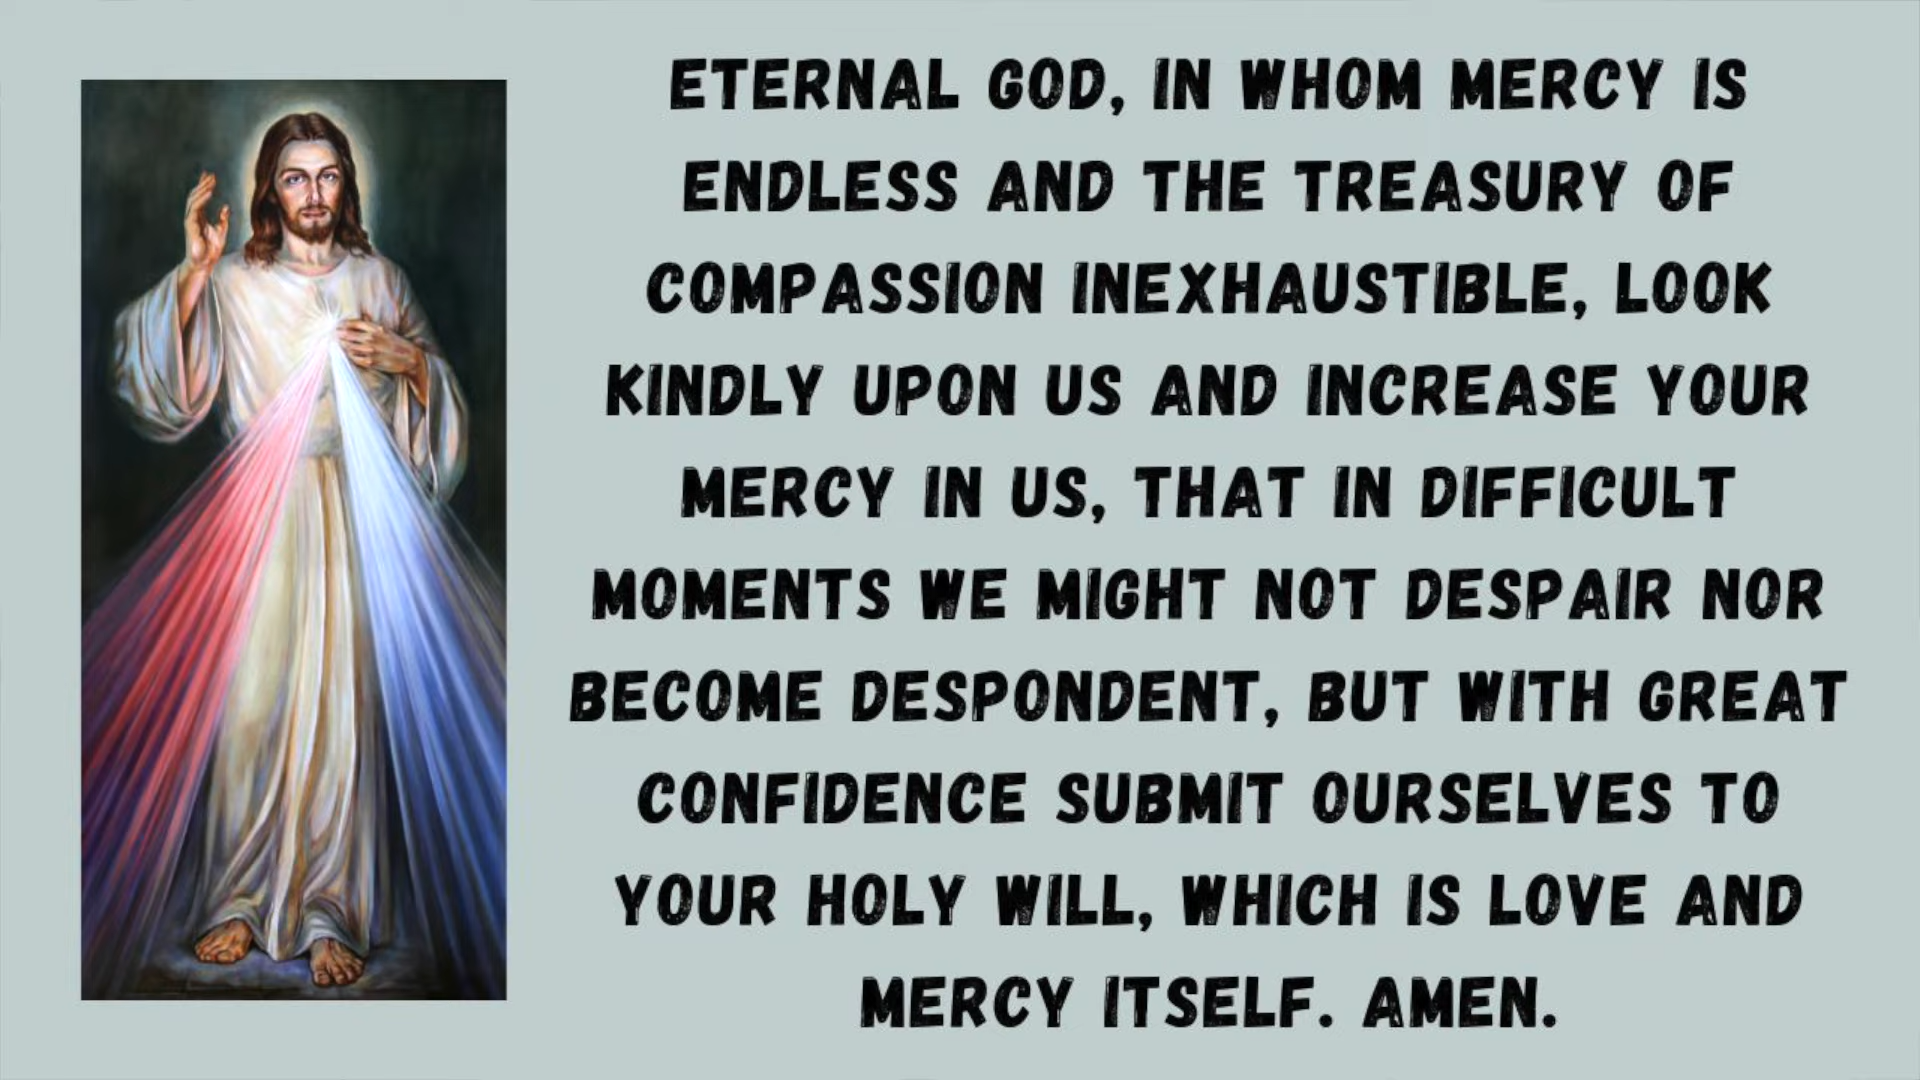 ETERNAL GOD, IN WHOM MERCY IS
ENDLESS AND THE TREASURY OF
COMPASSION INEXHAUSTIBLE, LOOK
KINDLY UPON US AND INCREASE YOUR
MERCY IN US, THAT IN DIFFICULT
MOMENTS WE MIGHT NOT DESPAIR NOR
BECOME DESPONDENT, BUT WITH GREAT
CONFIDENCE SUBMIT OURSELVES TO
YOUR HOLY WILL, WHICH IS LOVE AND
MERCY ITSELF. AMEN.